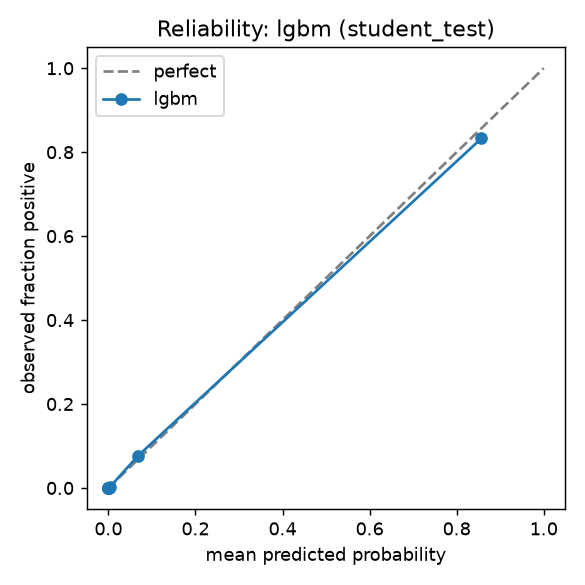 Reliability: lgbm (student_test)
perfect
lgbm
observed fraction positive
1.0
0.8
0.6
0.4
0.2
0.0
0.0 0.2 0.4 0.6 0.8 1.0
mean predicted probability